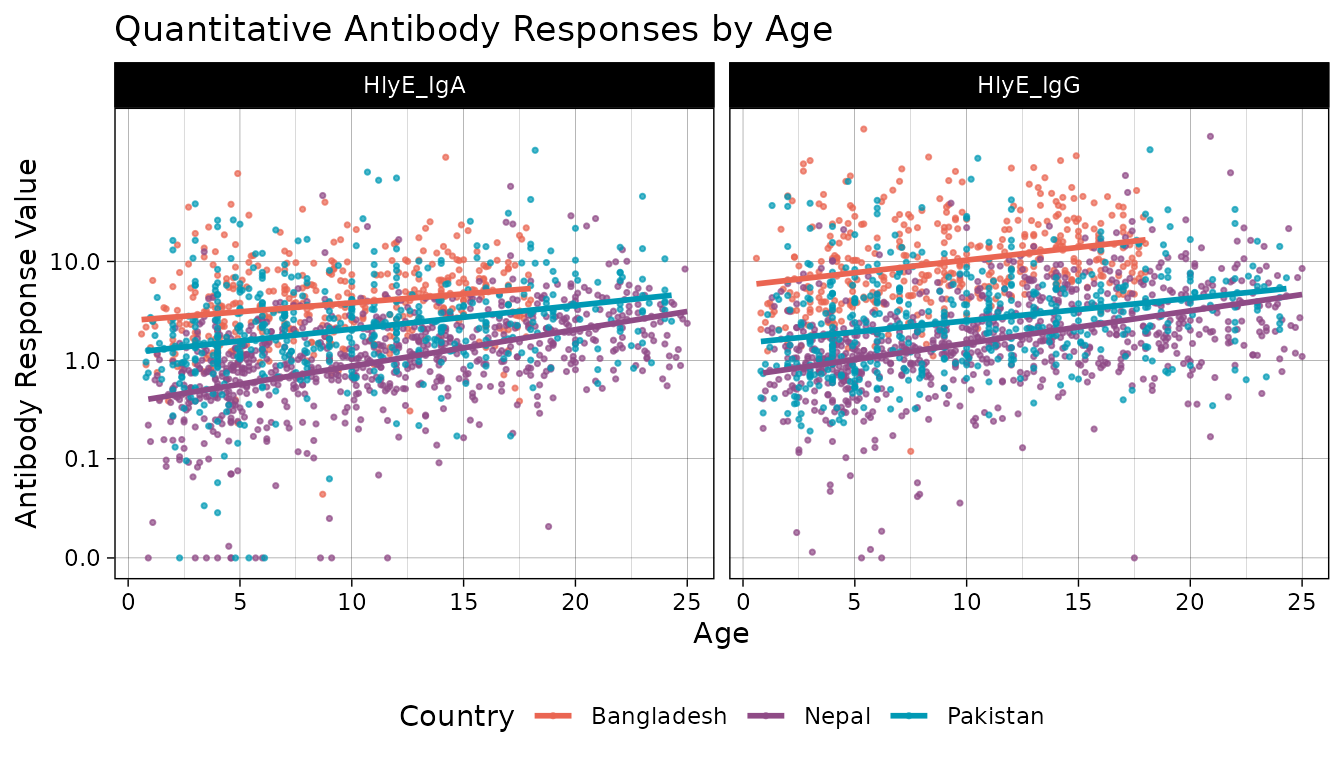 Quantitative Antibody Responses by Age
HlyE_IgA
HlyE_IgG
Antibody Response Value
10.0
1.0
0.1
0.0
0 5 10 15 20 25
0 5 10 15 20 25
Age
Country Bangladesh Nepal Pakistan